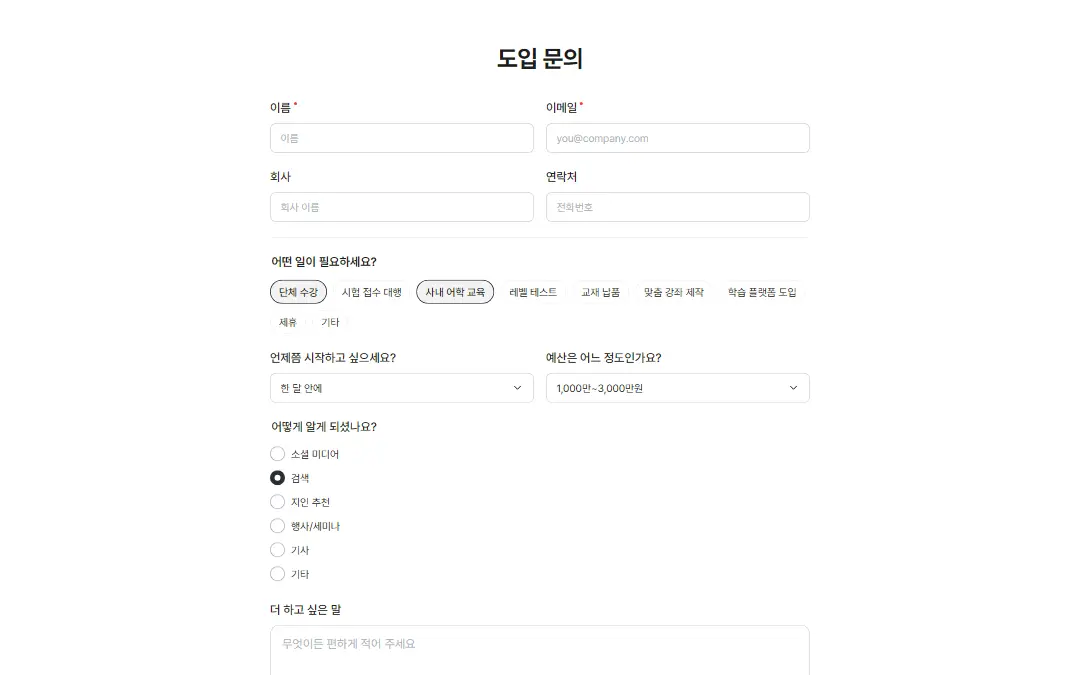 도입 문의
이름 *
이메일 *
이름
you@company.com
회사
연락처
회사 이름
전화번호
어떤 일이 필요하세요?
단체 수강 시험 접수 대행 사내 어학 교육 레벨 테스트 교재 납품 맞춤 강좌 제작 학습 플랫폼 도입
제휴 기타
언제쯤 시작하고 싶으세요?
예산은 어느 정도인가요?
한 달 안에
1,000만~3,000만원
어떻게 알게 되셨나요?
소셜 미디어
검색
지인 추천
행사/세미나
기사
기타
더 하고 싶은 말
무엇이든 편하게 적어 주세요